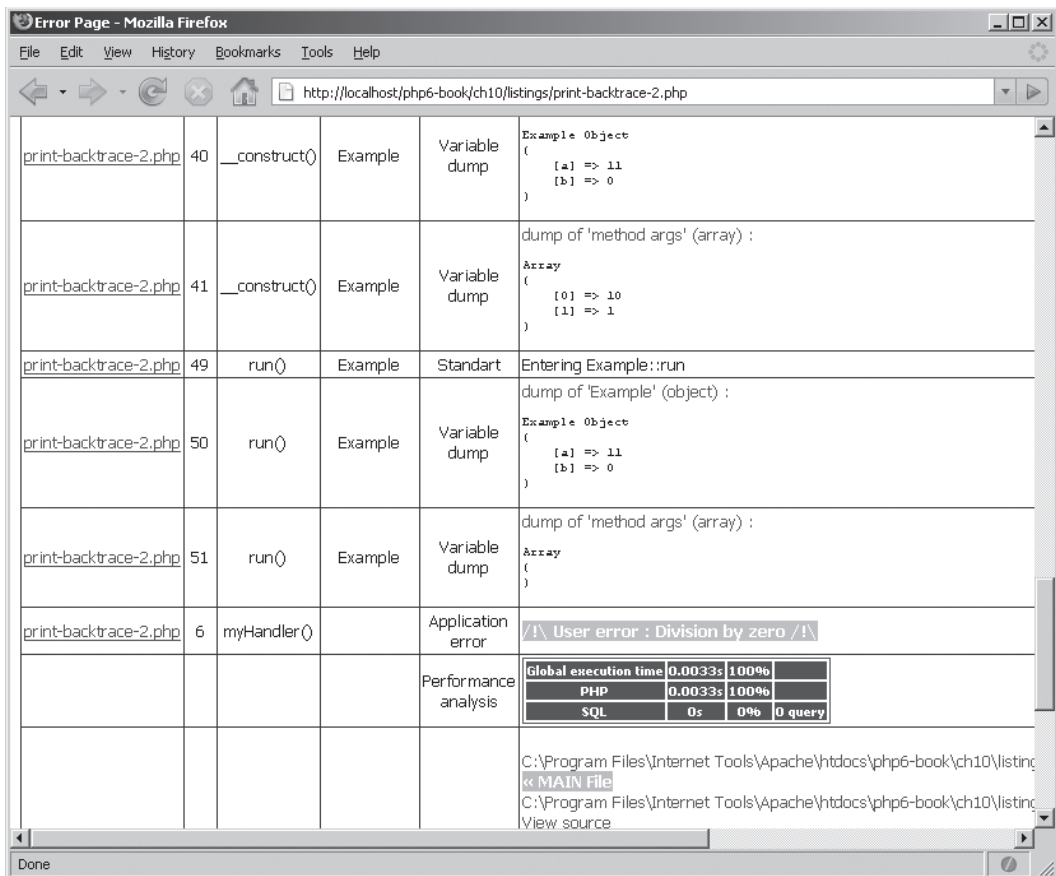 Error Page - Mozilla Firefox
File Edit View History Bookmarks Tools Help
http://localhost/php6-book/ch10/listings/print-backtrace-2.php
print-backtrace-2.php 40 __construct() Example Variable dump
Example Object
(
[a] => 11
[b] => 0
)
print-backtrace-2.php 41 __construct() Example Variable dump
dump of 'method args' (array) :
Array
(
[0] => 10
[1] => 1
)
print-backtrace-2.php 49 run() Example Standart Entering Example::run
print-backtrace-2.php 50 run() Example Variable dump
dump of 'Example' (object) :
Example Object
(
[a] => 11
[b] => 0
)
print-backtrace-2.php 51 run() Example Variable dump
dump of 'method args' (array) :
Array
(
)
print-backtrace-2.php 6 myHandler() Application error /!\ User error : Division by zero /!\
Performance analysis
Global execution time 0.0033s 100%
PHP 0.0033s 100%
SQL 0s 0% 0 query
C:\Program Files\Internet Tools\Apache\htdocs\php6-book\ch10\listing
« MAIN File
C:\Program Files\Internet Tools\Apache\htdocs\php6-book\ch10\listing
View source
Done